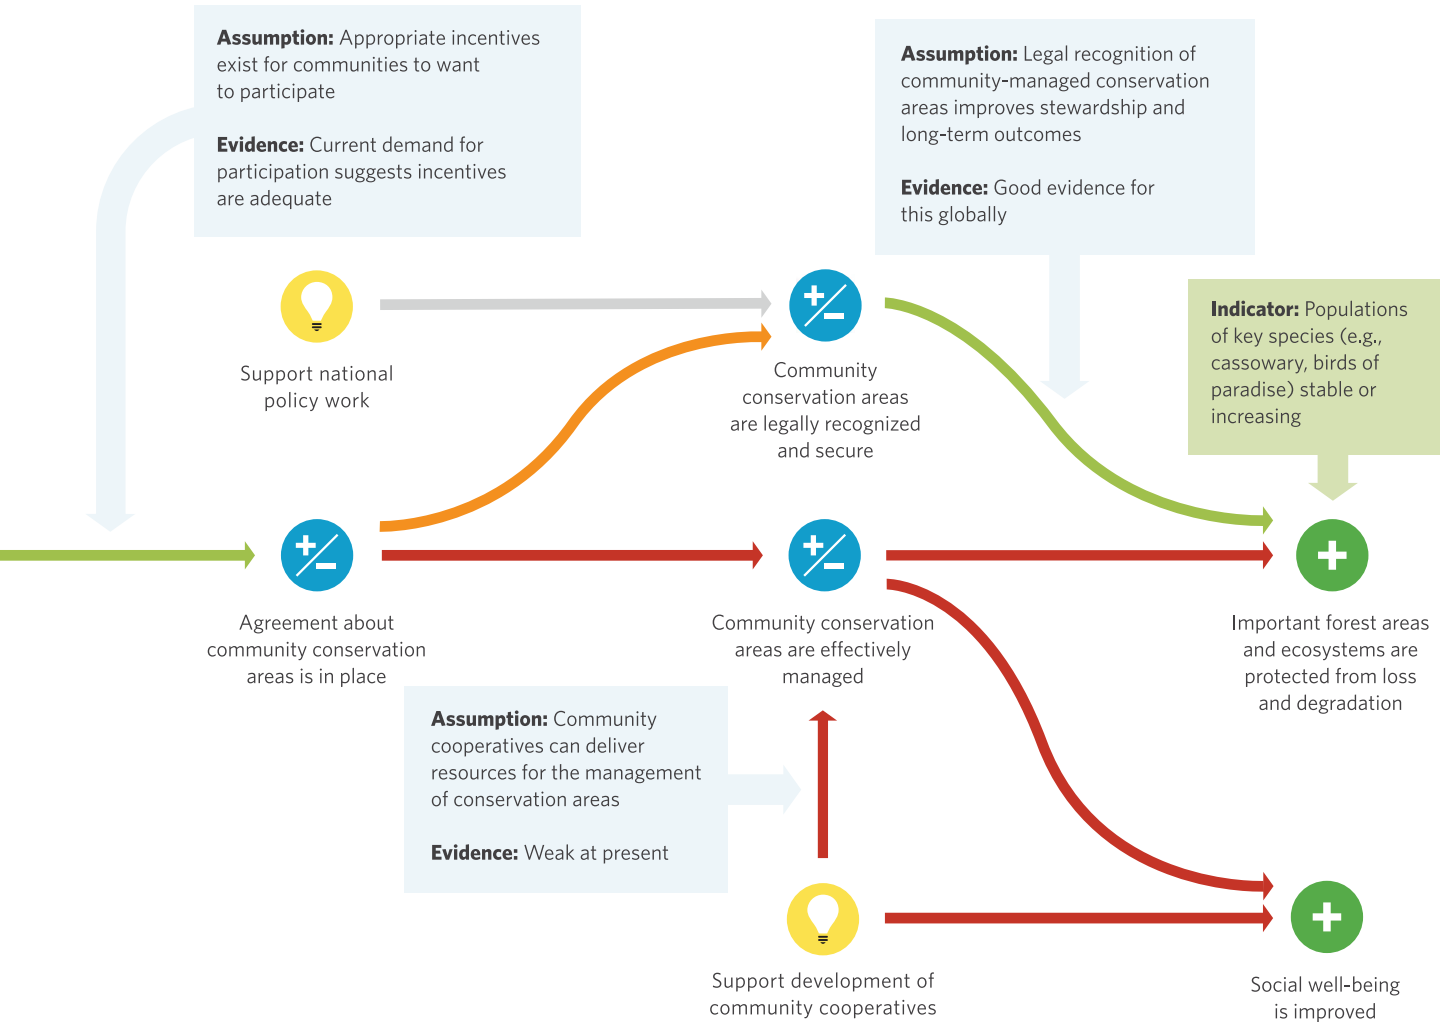 Assumption: Appropriate incentives
exist for communities to want
to participate
Evidence: Current demand for
participation suggests incentives
are adequate
Assumption: Legal recognition of
community-managed conservation
areas improves stewardship and
long-term outcomes
Evidence: Good evidence for
this globally
Indicator: Populations
of key species (e.g.,
cassowary, birds of
paradise) stable or
increasing
Support national
policy work
Community
conservation areas
are legally recognized
and secure
Agreement about
community conservation
areas is in place
Community conservation
areas are effectively
managed
Important forest areas
and ecosystems are
protected from loss
and degradation
Assumption: Community
cooperatives can deliver
resources for the management
of conservation areas
Evidence: Weak at present
Support development of
community cooperatives
Social well-being
is improved